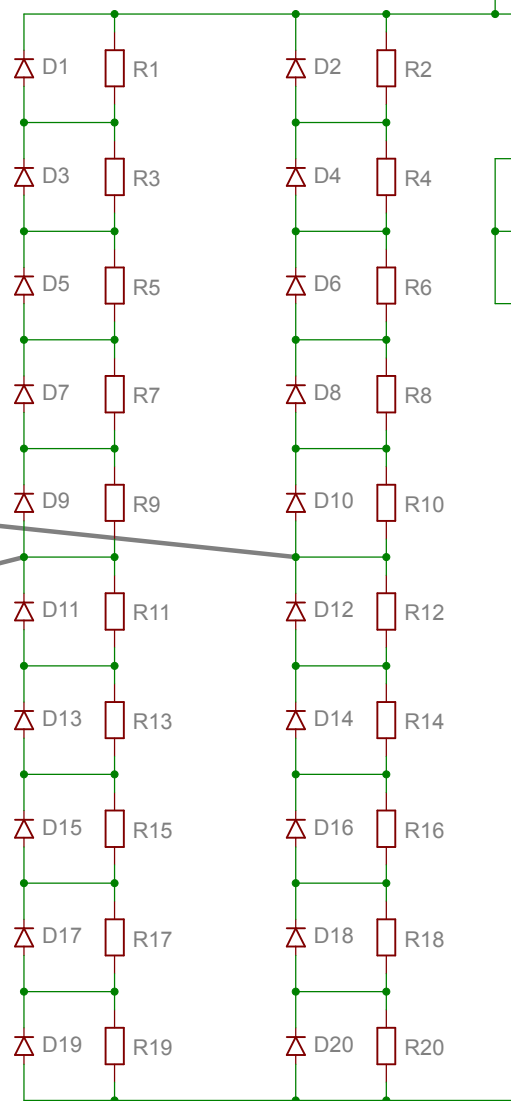 D1 R1 D2 R2
D3 R3 D4 R4
D5 R5 D6 R6
D7 R7 D8 R8
D9 R9 D10 R10
D11 R11 D12 R12
D13 R13 D14 R14
D15 R15 D16 R16
D17 R17 D18 R18
D19 R19 D20 R20